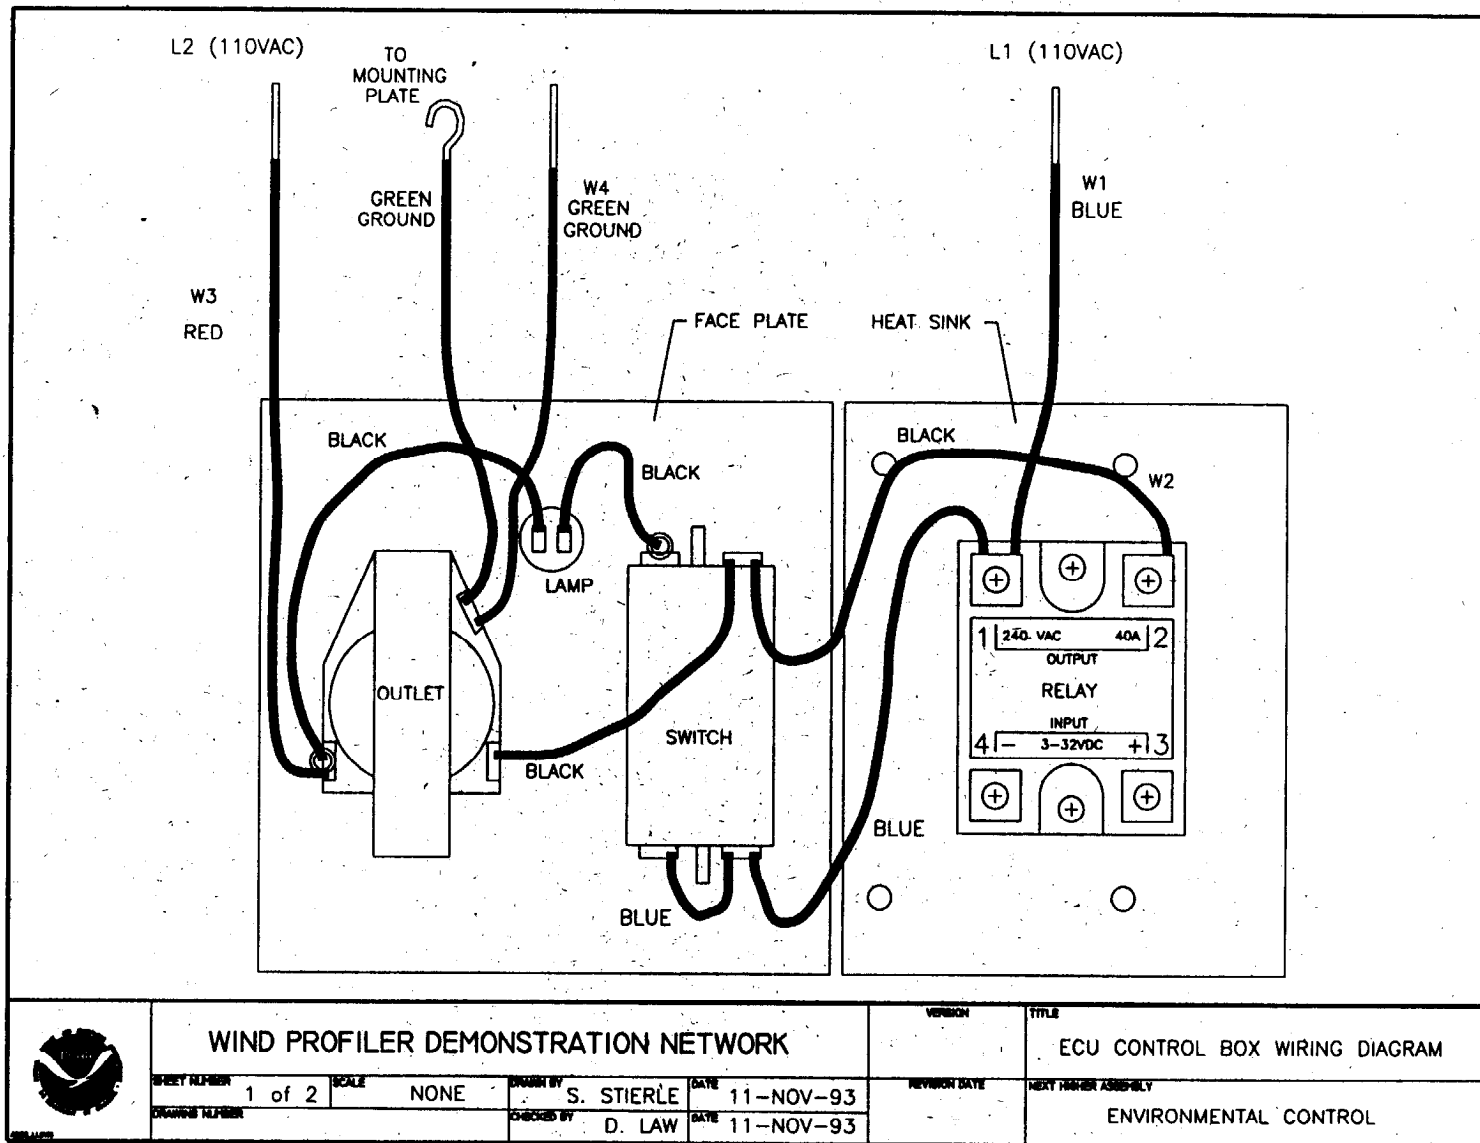 L2 (110VAC)
TO
MOUNTING
PLATE
L1 (110VAC)
GREEN
GROUND
W4
GREEN
GROUND
W1
BLUE
W3
RED
FACE PLATE
HEAT SINK
BLACK
BLACK
BLACK
W2
LAMP
OUTLET
SWITCH
BLACK
1 240 VAC 40A 2
OUTPUT
RELAY
INPUT
4 - 3-32VDC + 3
BLUE
BLUE
WIND PROFILER DEMONSTRATION NETWORK
VERSION
TITLE
ECU CONTROL BOX WIRING DIAGRAM
SHEET NUMBER
1 of 2
SCALE
NONE
DRAWN BY
S. STIERLE
DATE
11-NOV-93
REVISION DATE
NEXT HIGHER ASSEMBLY
ENVIRONMENTAL CONTROL
DRAWING NUMBER
CHECKED BY
D. LAW
DATE
11-NOV-93